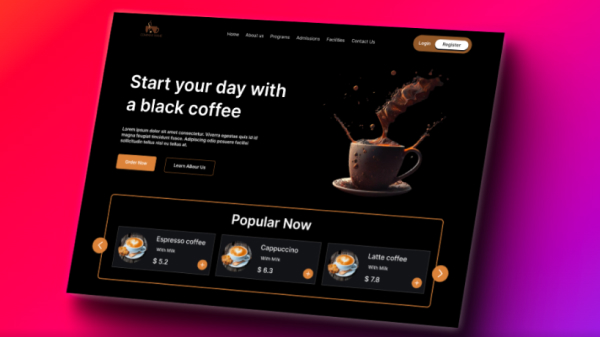 Home About us Programs Admissions Facilities Contact US
Login Register
Start your day with
a black coffee
Lorem ipsum dolor sit amet consectetur. Viverra egestas quis id id
magna feugiat tincidunt fusce. Adipiscing odio posuere facilisi
sollicitudin tellus nisl eu tellus at.
Order Now Learn About Us
Popular Now
Espresso coffee
With Milk
$ 5.2
Cappuccino
With Milk
$ 8.3
Latte coffee
With Milk
$ 7.8